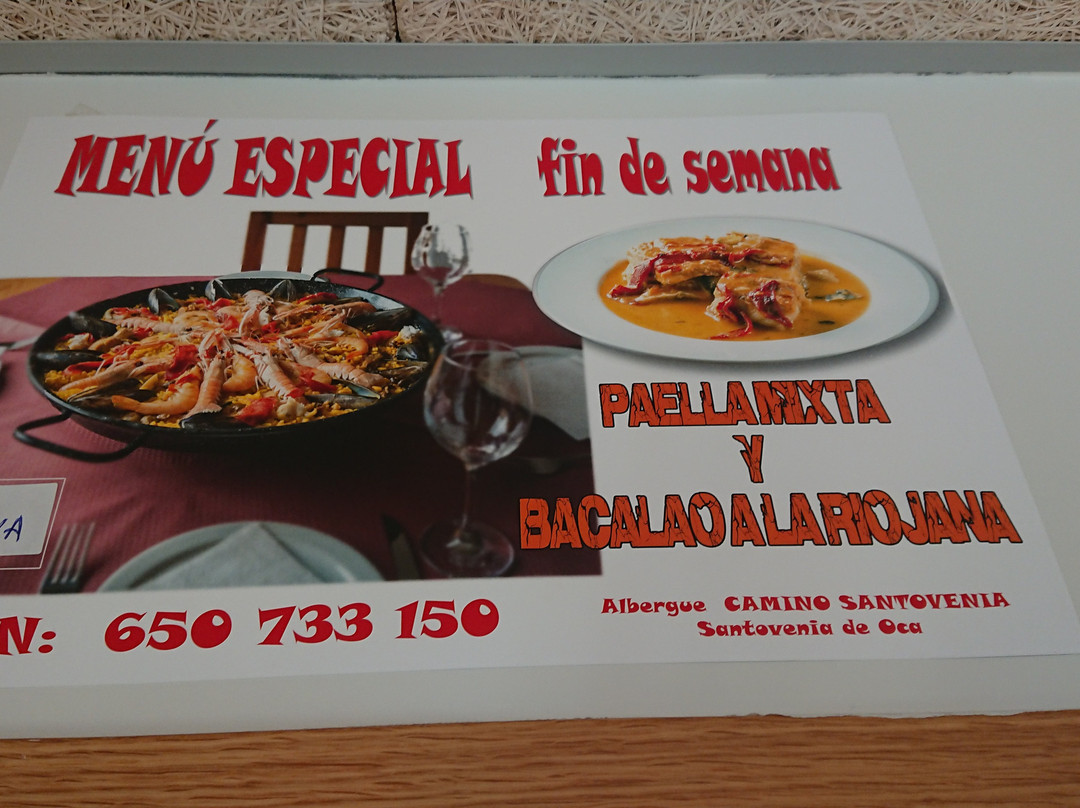 MENÚ ESPECIAL fin de semana
PAELLA MIXTA
Y
BACALAO A LA RIOJANA
N: 650 733 150
Albergue CAMINO SANTOVENIA
Santovenia de Oca